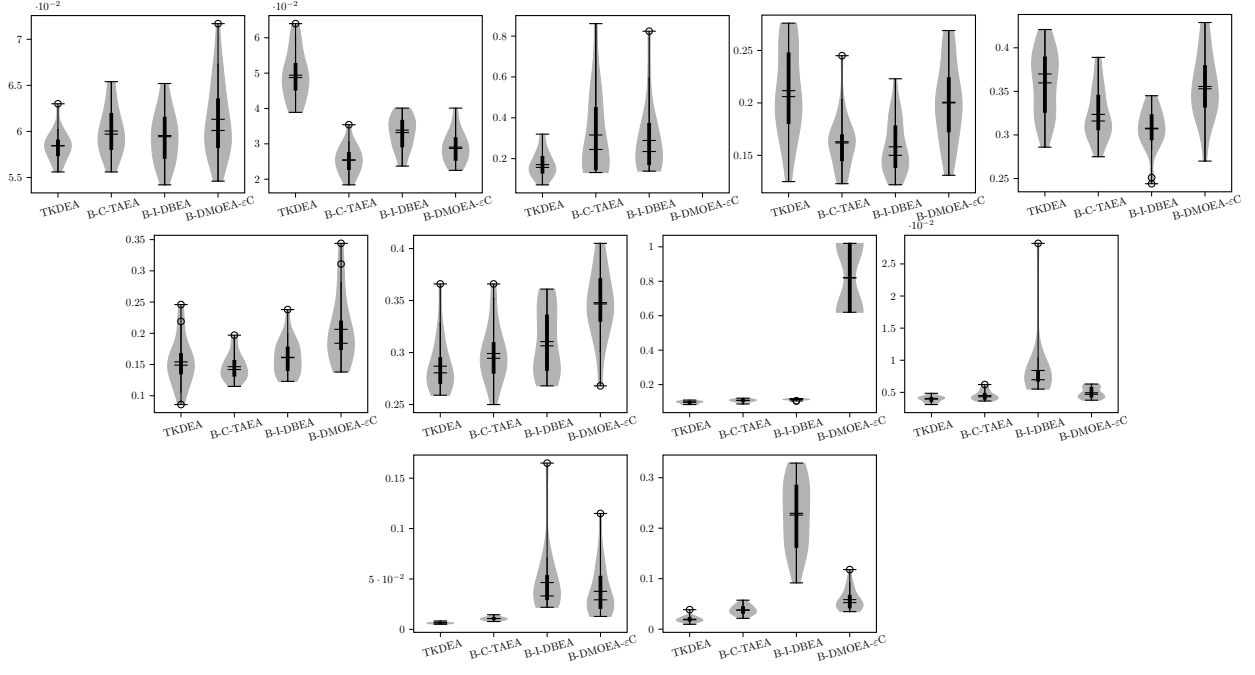 ·10⁻²
7
6.5
6
5.5
TKDEA
B-C-TAEA
B-I-DBEA
B-DMOEA-εC
·10⁻²
6
5
4
3
2
TKDEA
B-C-TAEA
B-I-DBEA
B-DMOEA-εC
0.8
0.6
0.4
0.2
TKDEA
B-C-TAEA
B-I-DBEA
B-DMOEA-εC
0.25
0.2
0.15
TKDEA
B-C-TAEA
B-I-DBEA
B-DMOEA-εC
0.4
0.35
0.3
0.25
TKDEA
B-C-TAEA
B-I-DBEA
B-DMOEA-εC
0.35
0.3
0.25
0.2
0.15
0.1
TKDEA
B-C-TAEA
B-I-DBEA
B-DMOEA-εC
0.4
0.35
0.3
0.25
TKDEA
B-C-TAEA
B-I-DBEA
B-DMOEA-εC
1
0.8
0.6
0.4
0.2
TKDEA
B-C-TAEA
B-I-DBEA
B-DMOEA-εC
·10⁻²
2.5
2
1.5
1
0.5
TKDEA
B-C-TAEA
B-I-DBEA
B-DMOEA-εC
0.15
0.1
5 · 10⁻²
0
TKDEA
B-C-TAEA
B-I-DBEA
B-DMOEA-εC
0.3
0.2
0.1
0
TKDEA
B-C-TAEA
B-I-DBEA
B-DMOEA-εC